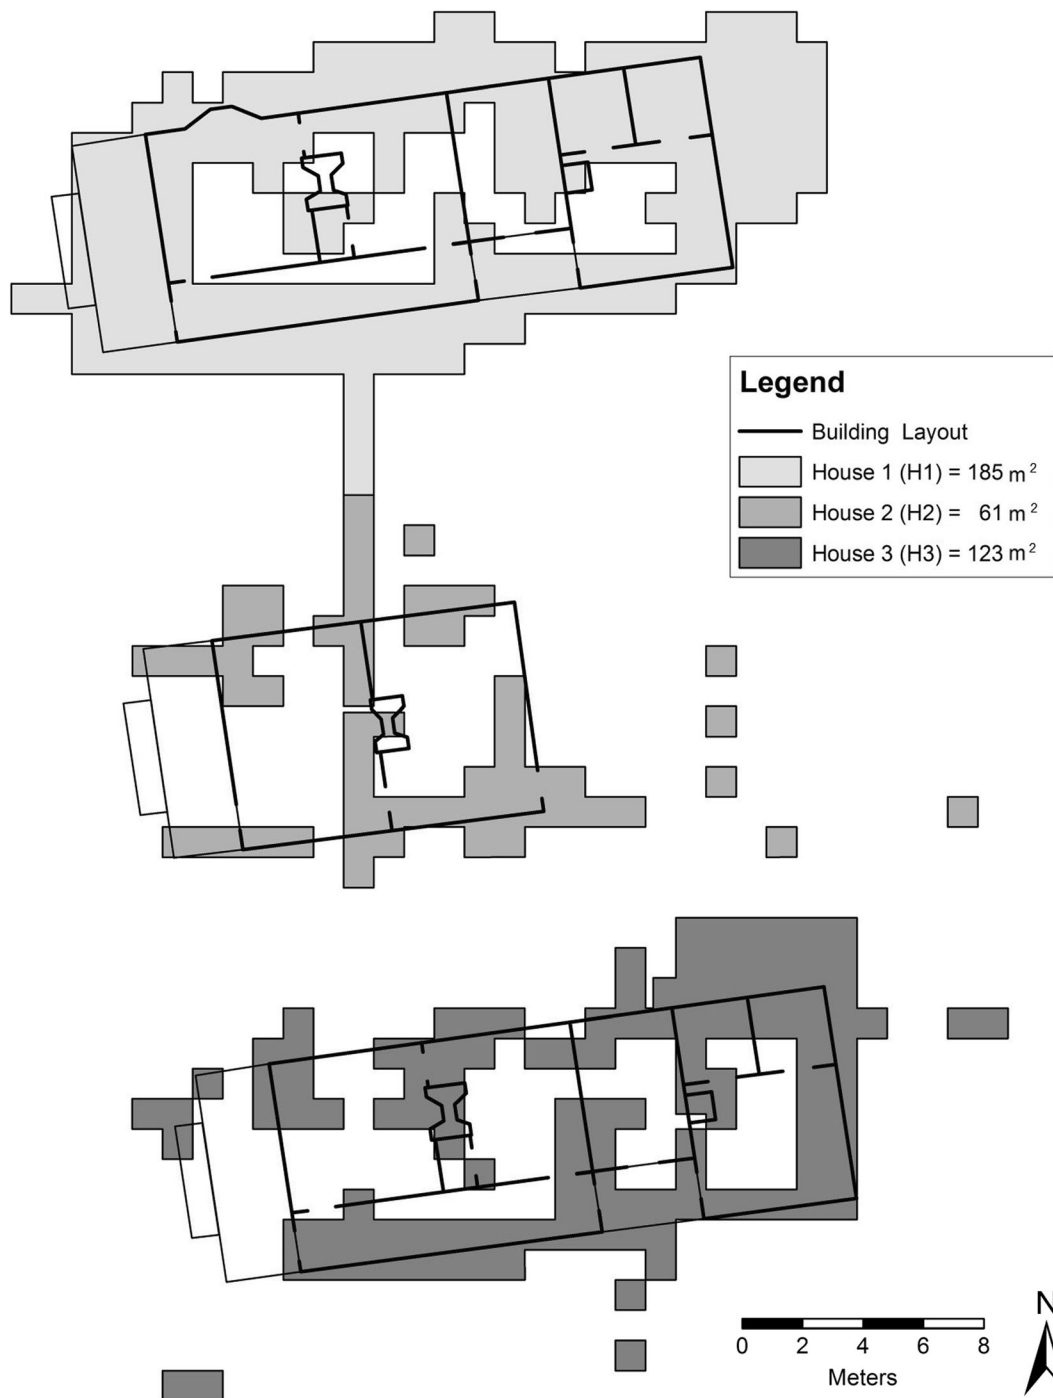 Legend
Building Layout
House 1 (H1) = 185 m²
House 2 (H2) = 61 m²
House 3 (H3) = 123 m²
N
0 2 4 6 8
Meters